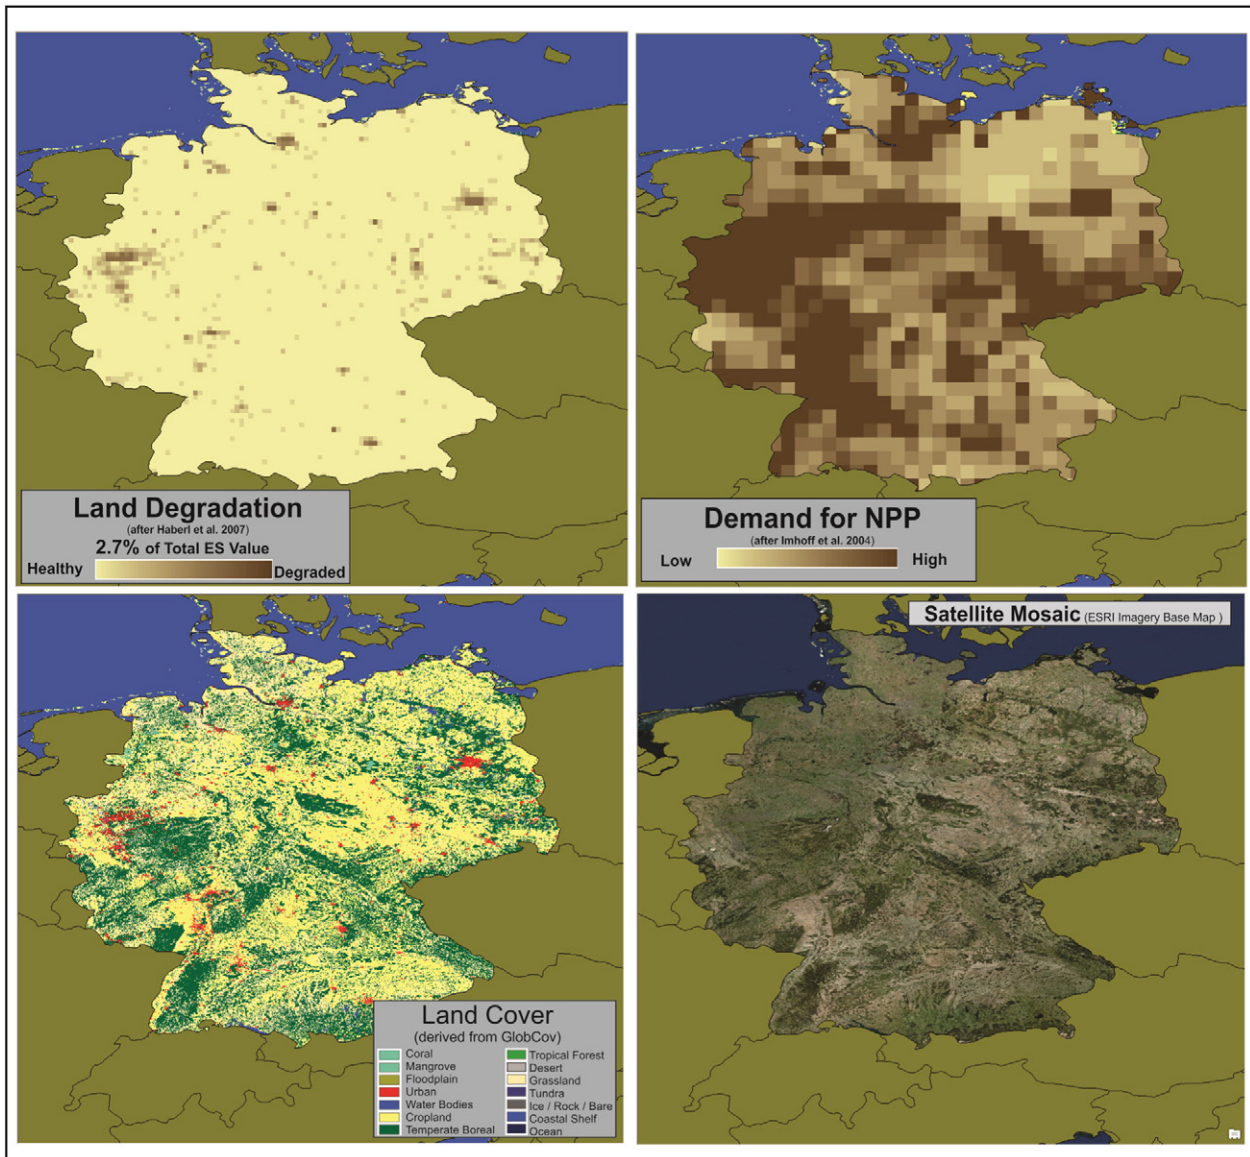 Land Degradation
(after Haberl et al. 2007)
2.7% of Total ES Value
Healthy
Degraded
Demand for NPP
(after Imhoff et al. 2004)
Low
High
Satellite Mosaic (ESRI Imagery Base Map )
Land Cover
(derived from GlobCov)
Coral
Mangrove
Floodplain
Urban
Water Bodies
Cropland
Temperate Boreal
Tropical Forest
Desert
Grassland
Tundra
Ice / Rock / Bare
Coastal Shelf
Ocean